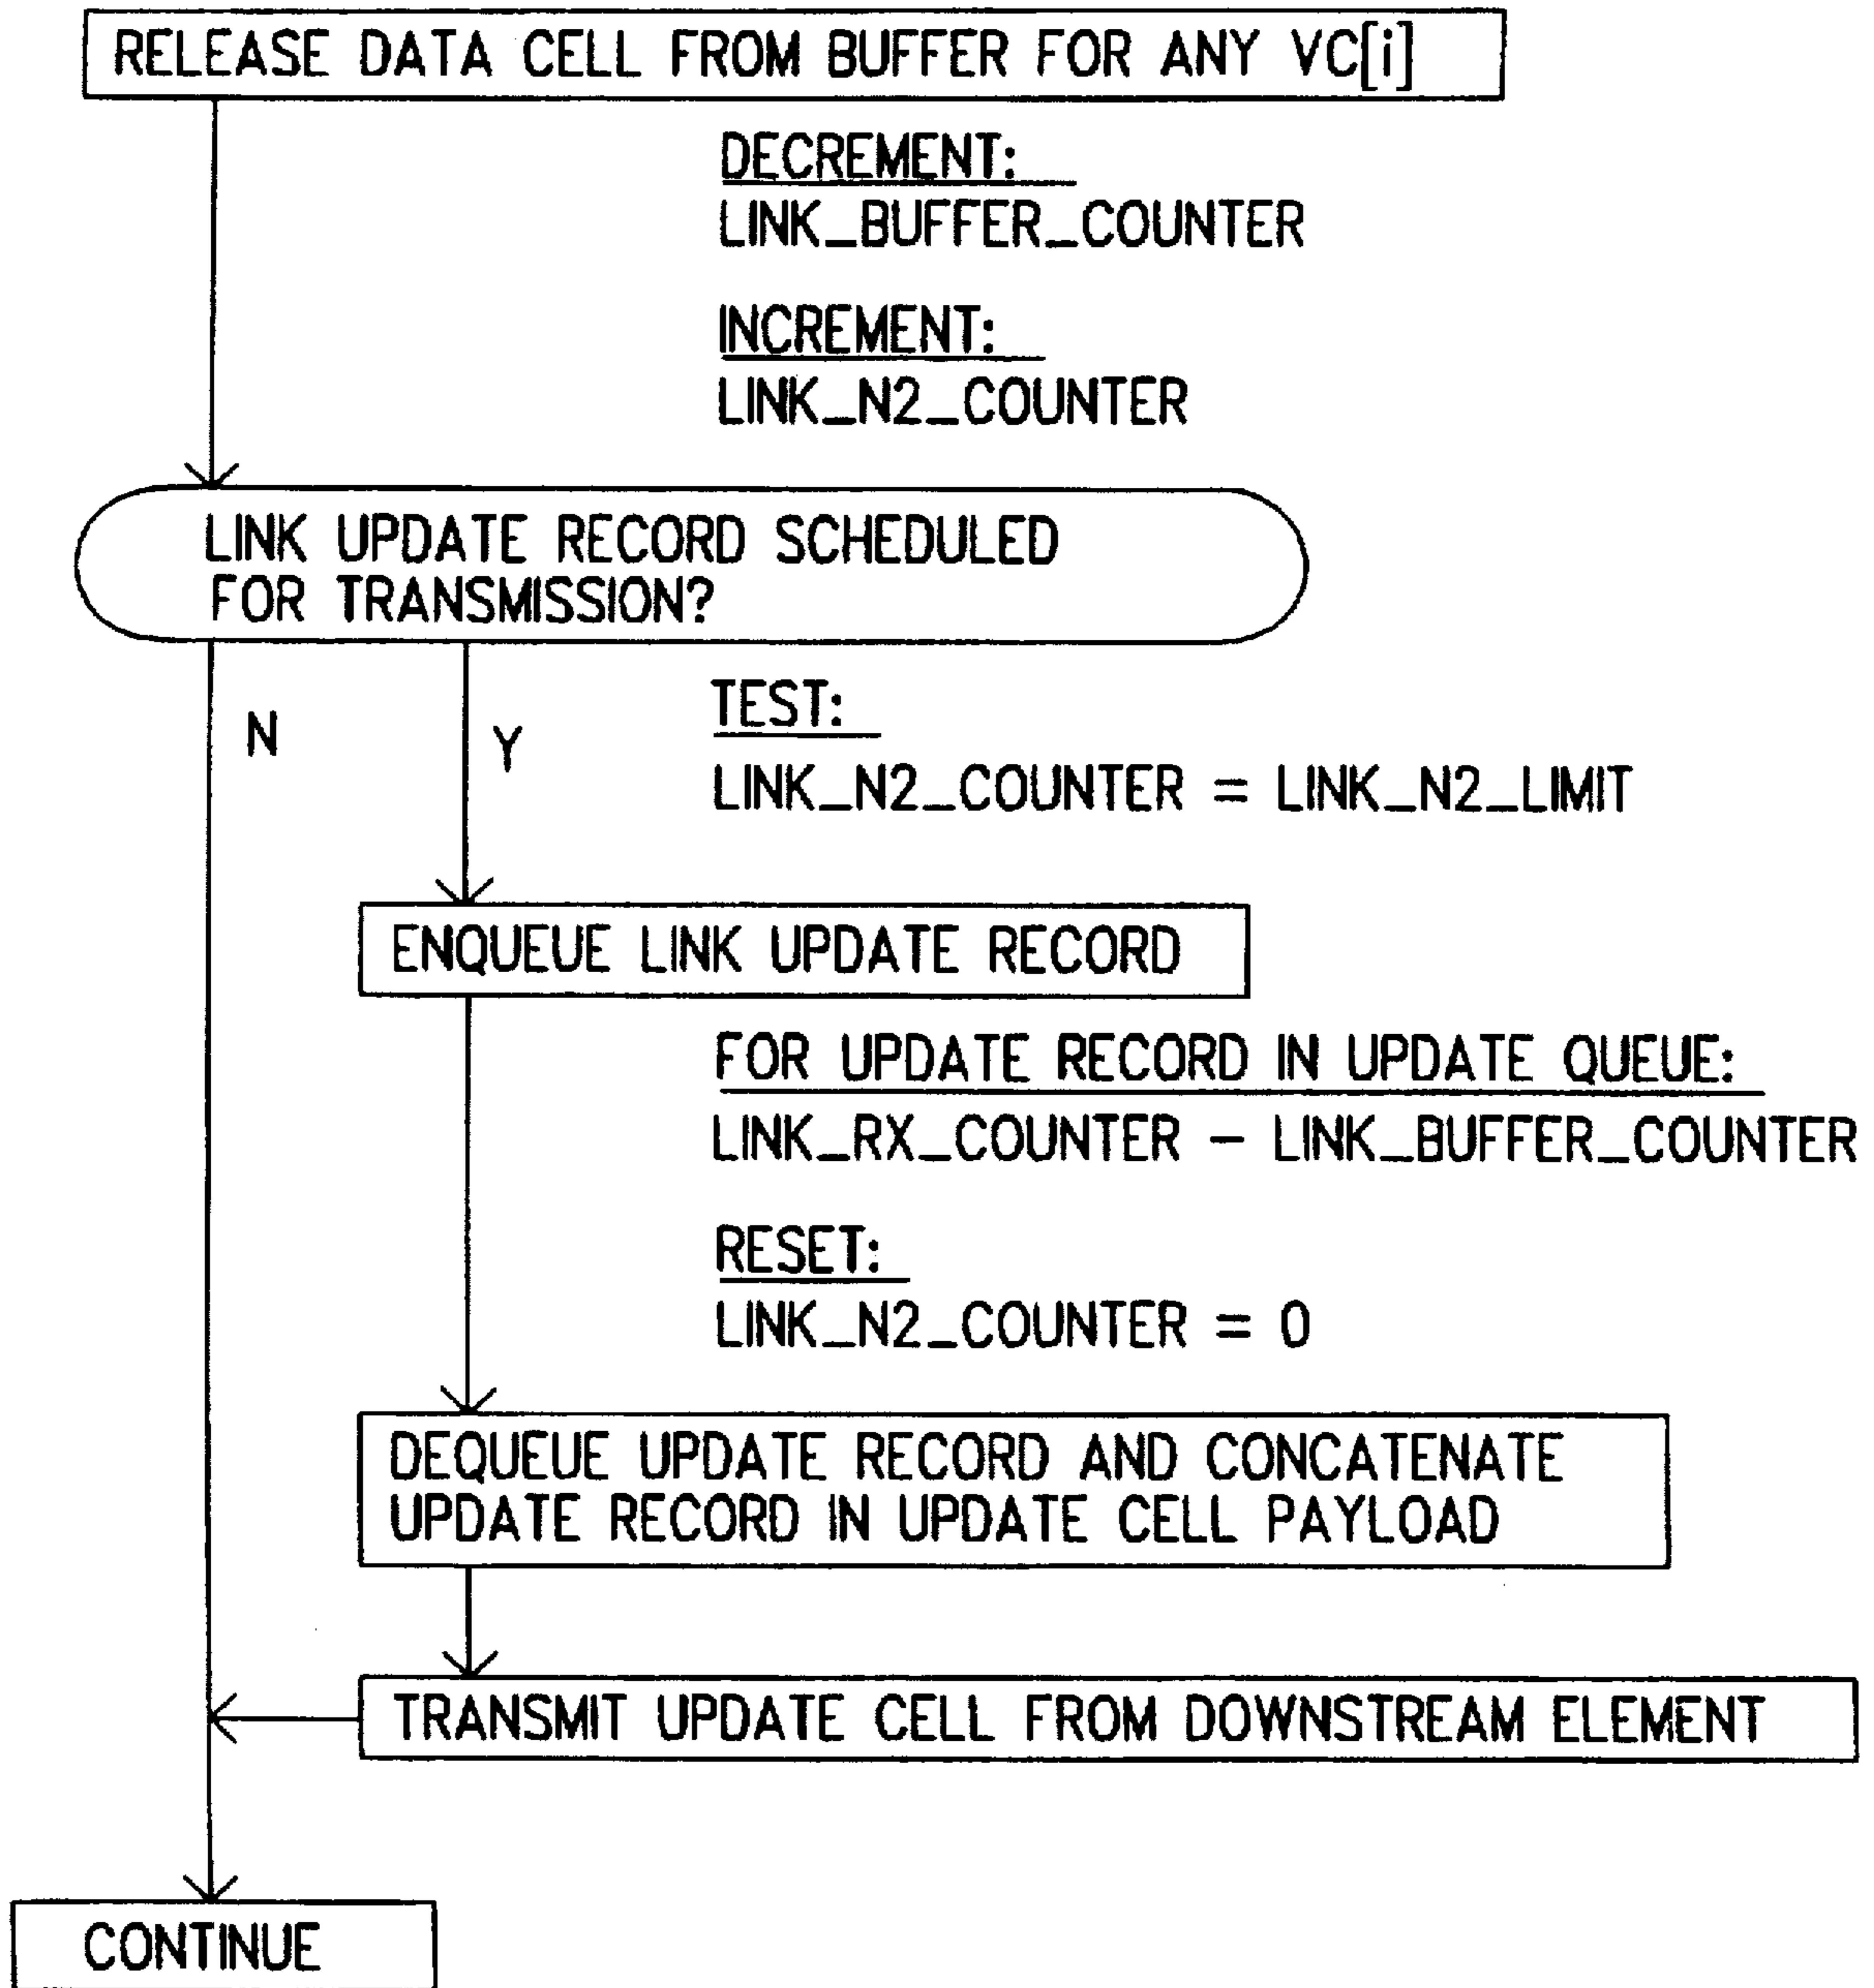 RELEASE DATA CELL FROM BUFFER FOR ANY VC[i]
DECREMENT:
LINK_BUFFER_COUNTER
INCREMENT:
LINK_N2_COUNTER
LINK UPDATE RECORD SCHEDULED
FOR TRANSMISSION?
N
Y
TEST:
LINK_N2_COUNTER = LINK_N2_LIMIT
ENQUEUE LINK UPDATE RECORD
FOR UPDATE RECORD IN UPDATE QUEUE:
LINK_RX_COUNTER – LINK_BUFFER_COUNTER
RESET:
LINK_N2_COUNTER = 0
DEQUEUE UPDATE RECORD AND CONCATENATE
UPDATE RECORD IN UPDATE CELL PAYLOAD
TRANSMIT UPDATE CELL FROM DOWNSTREAM ELEMENT
CONTINUE